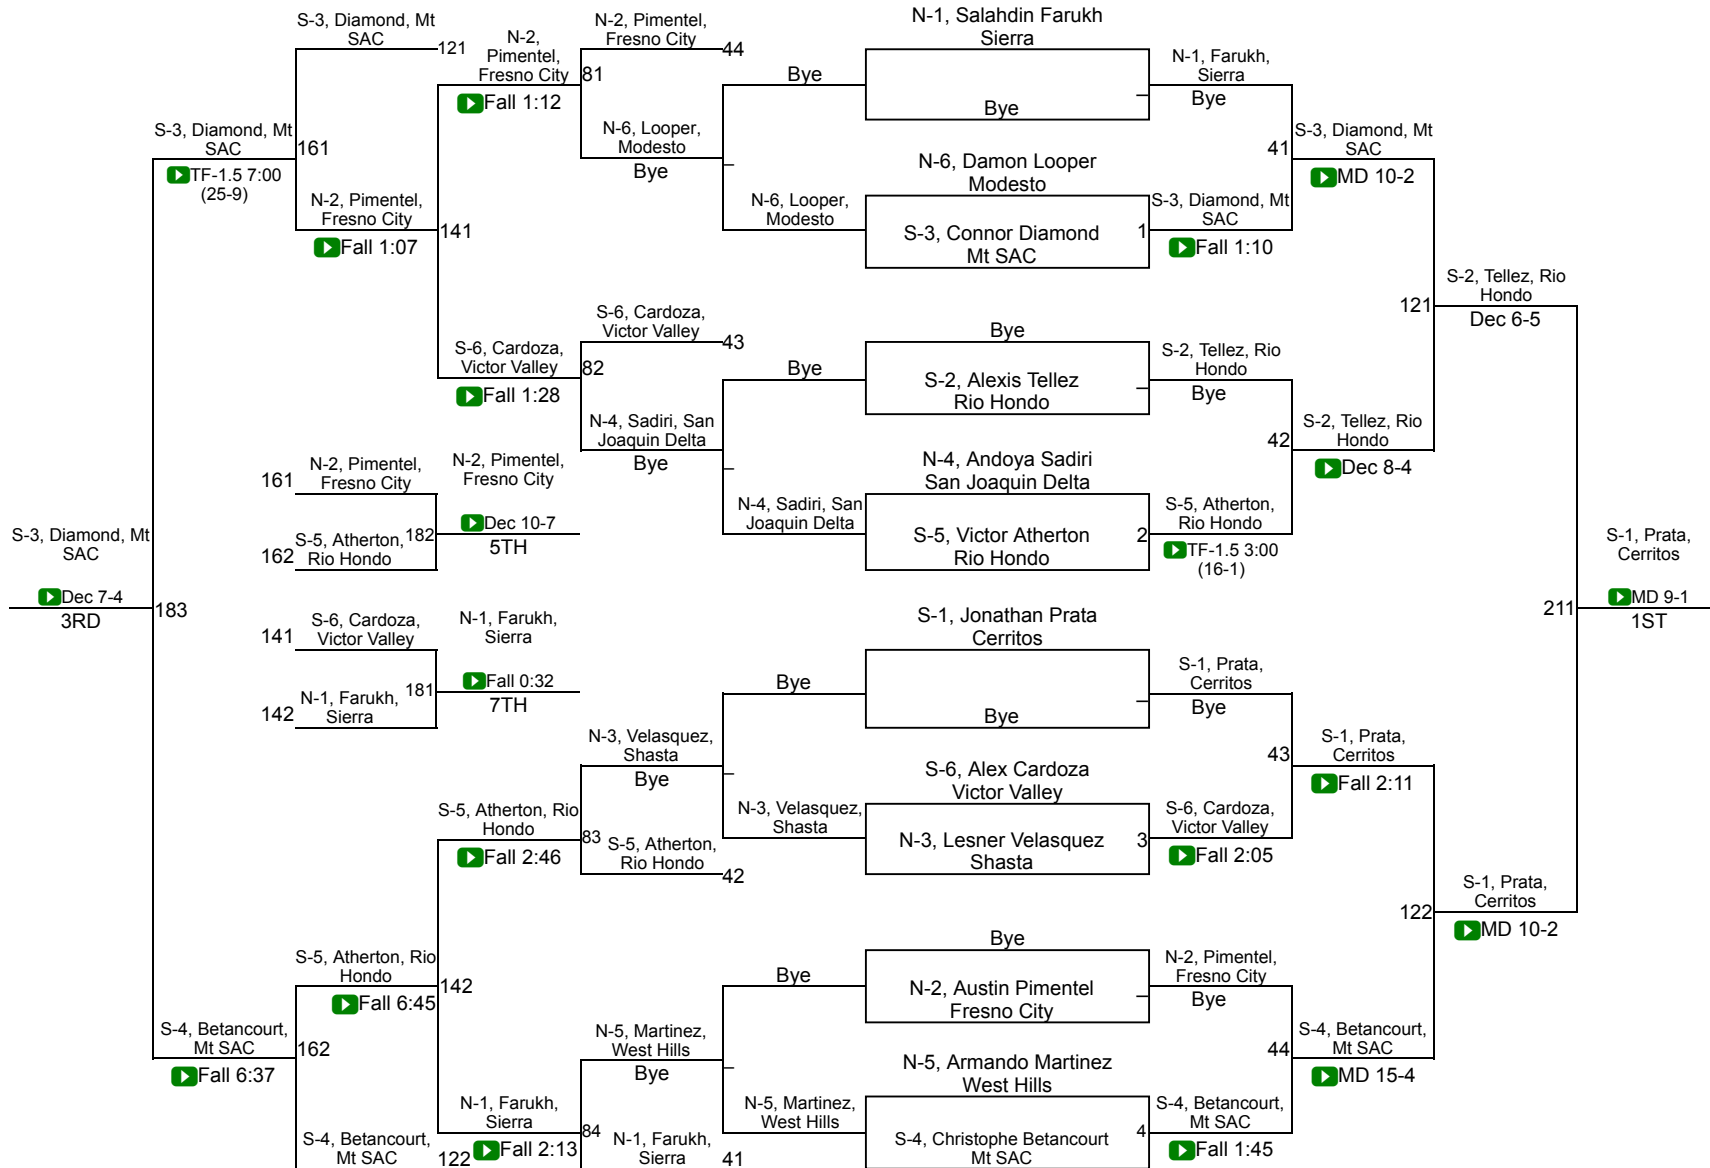 S-3, Diamond, Mt
SAC
121
N-2,
Pimentel,
Fresno City
Fall 1:12
N-2, Pimentel,
Fresno City
44
81
N-6, Looper,
Modesto
Bye
S-3, Diamond, Mt
SAC
TF-1.5 7:00
(25-9)
161
N-2, Pimentel,
Fresno City
Fall 1:07
141
Bye
N-6, Looper,
Modesto
N-1, Salahdin Farukh
Sierra
Bye
N-1, Farukh,
Sierra
Bye
N-6, Damon Looper
Modesto
S-3, Connor Diamond
Mt SAC
1
S-3, Diamond, Mt
SAC
Fall 1:10
41
S-3, Diamond, Mt
SAC
MD 10-2
S-6, Cardoza,
Victor Valley
Fall 1:28
S-6, Cardoza,
Victor Valley
43
82
N-4, Sadiri, San
Joaquin Delta
Bye
Bye
N-4, Sadiri, San
Joaquin Delta
Bye
S-2, Alexis Tellez
Rio Hondo
S-2, Tellez, Rio
Hondo
Bye
N-4, Andoya Sadiri
San Joaquin Delta
S-5, Victor Atherton
Rio Hondo
2
S-5, Atherton,
Rio Hondo
TF-1.5 3:00
(16-1)
42
S-2, Tellez, Rio
Hondo
Dec 8-4
121
S-2, Tellez, Rio
Hondo
Dec 6-5
161
N-2, Pimentel,
Fresno City
162
S-5, Atherton,
Rio Hondo
182
N-2, Pimentel,
Fresno City
Dec 10-7
5TH
S-3, Diamond, Mt
SAC
Dec 7-4
3RD
183
141
S-6, Cardoza,
Victor Valley
142
N-1, Farukh,
Sierra
181
N-1, Farukh,
Sierra
Fall 0:32
7TH
211
S-1, Prata,
Cerritos
MD 9-1
1ST
N-3, Velasquez,
Shasta
Bye
Bye
N-3, Velasquez,
Shasta
S-1, Jonathan Prata
Cerritos
Bye
S-1, Prata,
Cerritos
Bye
S-6, Alex Cardoza
Victor Valley
N-3, Lesner Velasquez
Shasta
3
S-6, Cardoza,
Victor Valley
Fall 2:05
43
S-1, Prata,
Cerritos
Fall 2:11
S-5, Atherton, Rio
Hondo
Fall 2:46
83
S-5, Atherton,
Rio Hondo
42
S-5, Atherton, Rio
Hondo
Fall 6:45
142
S-4, Betancourt,
Mt SAC
Fall 6:37
162
S-4, Betancourt,
Mt SAC
122
N-1, Farukh,
Sierra
Fall 2:13
N-5, Martinez,
West Hills
Bye
84
N-1, Farukh,
Sierra
41
Bye
N-5, Martinez,
West Hills
Bye
N-2, Austin Pimentel
Fresno City
N-2, Pimentel,
Fresno City
Bye
N-5, Armando Martinez
West Hills
S-4, Christophe Betancourt
Mt SAC
4
S-4, Betancourt,
Mt SAC
Fall 1:45
44
S-4, Betancourt,
Mt SAC
MD 15-4
122
S-1, Prata,
Cerritos
MD 10-2